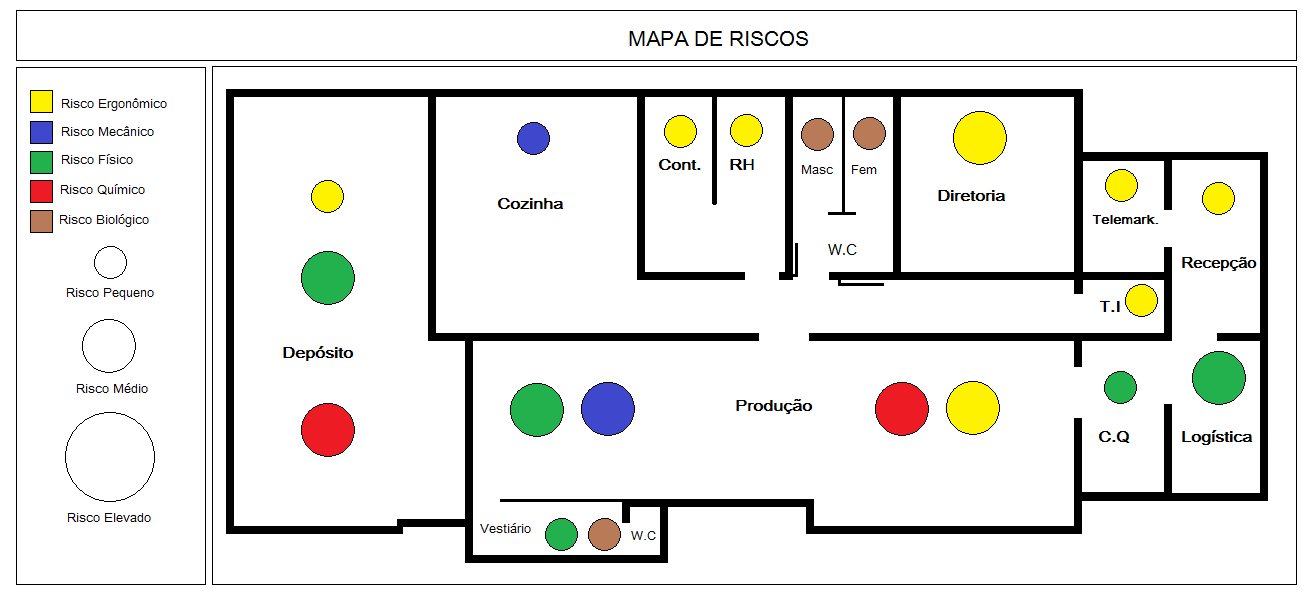 MAPA DE RISCOS
Risco Ergonômico
Risco Mecânico
Risco Físico
Risco Químico
Risco Biológico
Risco Pequeno
Risco Médio
Risco Elevado
Cont.
RH
Masc
Fem
Cozinha
Diretoria
Telemark.
W.C
Recepção
T.I
Depósito
Produção
C.Q
Logística
Vestiário
W.C